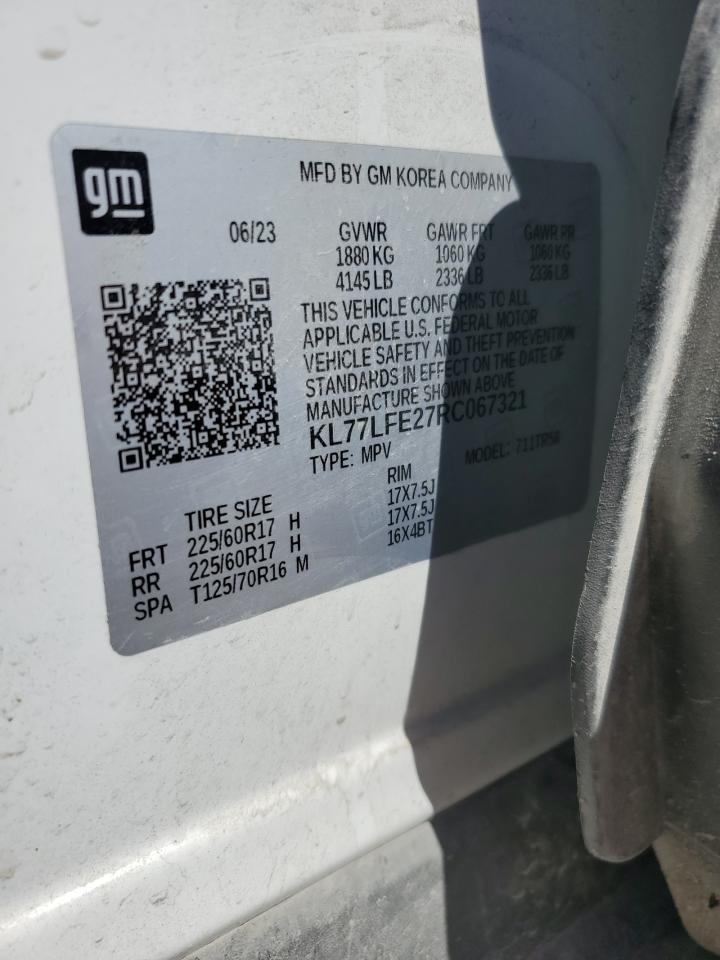 gm
MFD BY GM KOREA COMPANY
06/23 GVWR GAWR FRT GAWR RR
1880 KG 1060 KG 1060 KG
4145 LB 2336 LB 2336 LB
THIS VEHICLE CONFORMS TO ALL
APPLICABLE U.S. FEDERAL MOTOR
VEHICLE SAFETY AND THEFT PREVENTION
STANDARDS IN EFFECT ON THE DATE OF
MANUFACTURE SHOWN ABOVE
KL77LFE27RC067321
TYPE: MPV MODEL:
TIRE SIZE RIM
FRT 225/60R17 H 17X7.5J
RR 225/60R17 H 17X7.5J
SPA T125/70R16 M 16X4BT